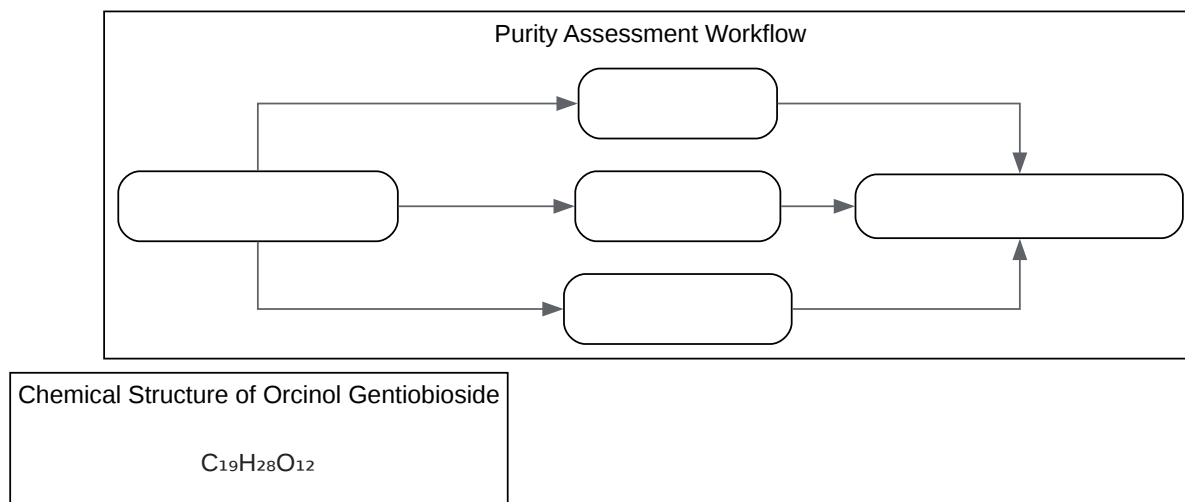 Purity Assessment Workflow
Chemical Structure of Orcinol Gentiobioside
C₁₉H₂₈O₁₂